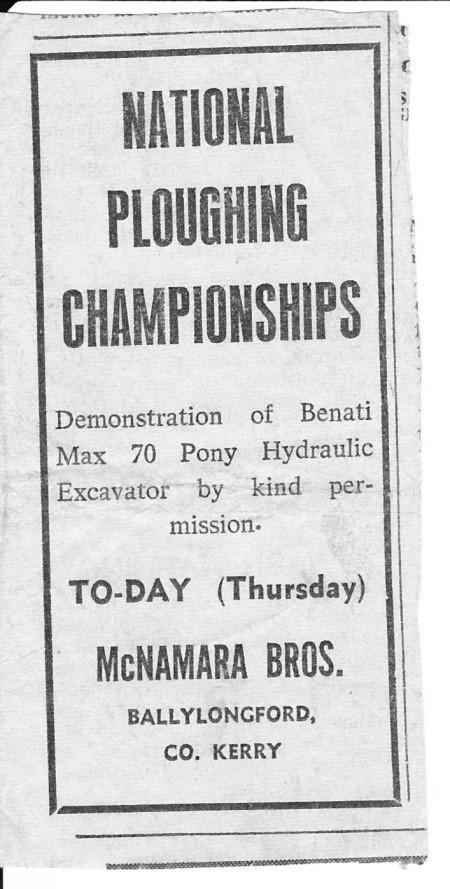 NATIONAL
PLOUGHING
CHAMPIONSHIPS
Demonstration of Benati
Max 70 Pony Hydraulic
Excavator by kind per-
mission.
TO-DAY (Thursday)
McNAMARA BROS.
BALLYLONGFORD,
CO. KERRY